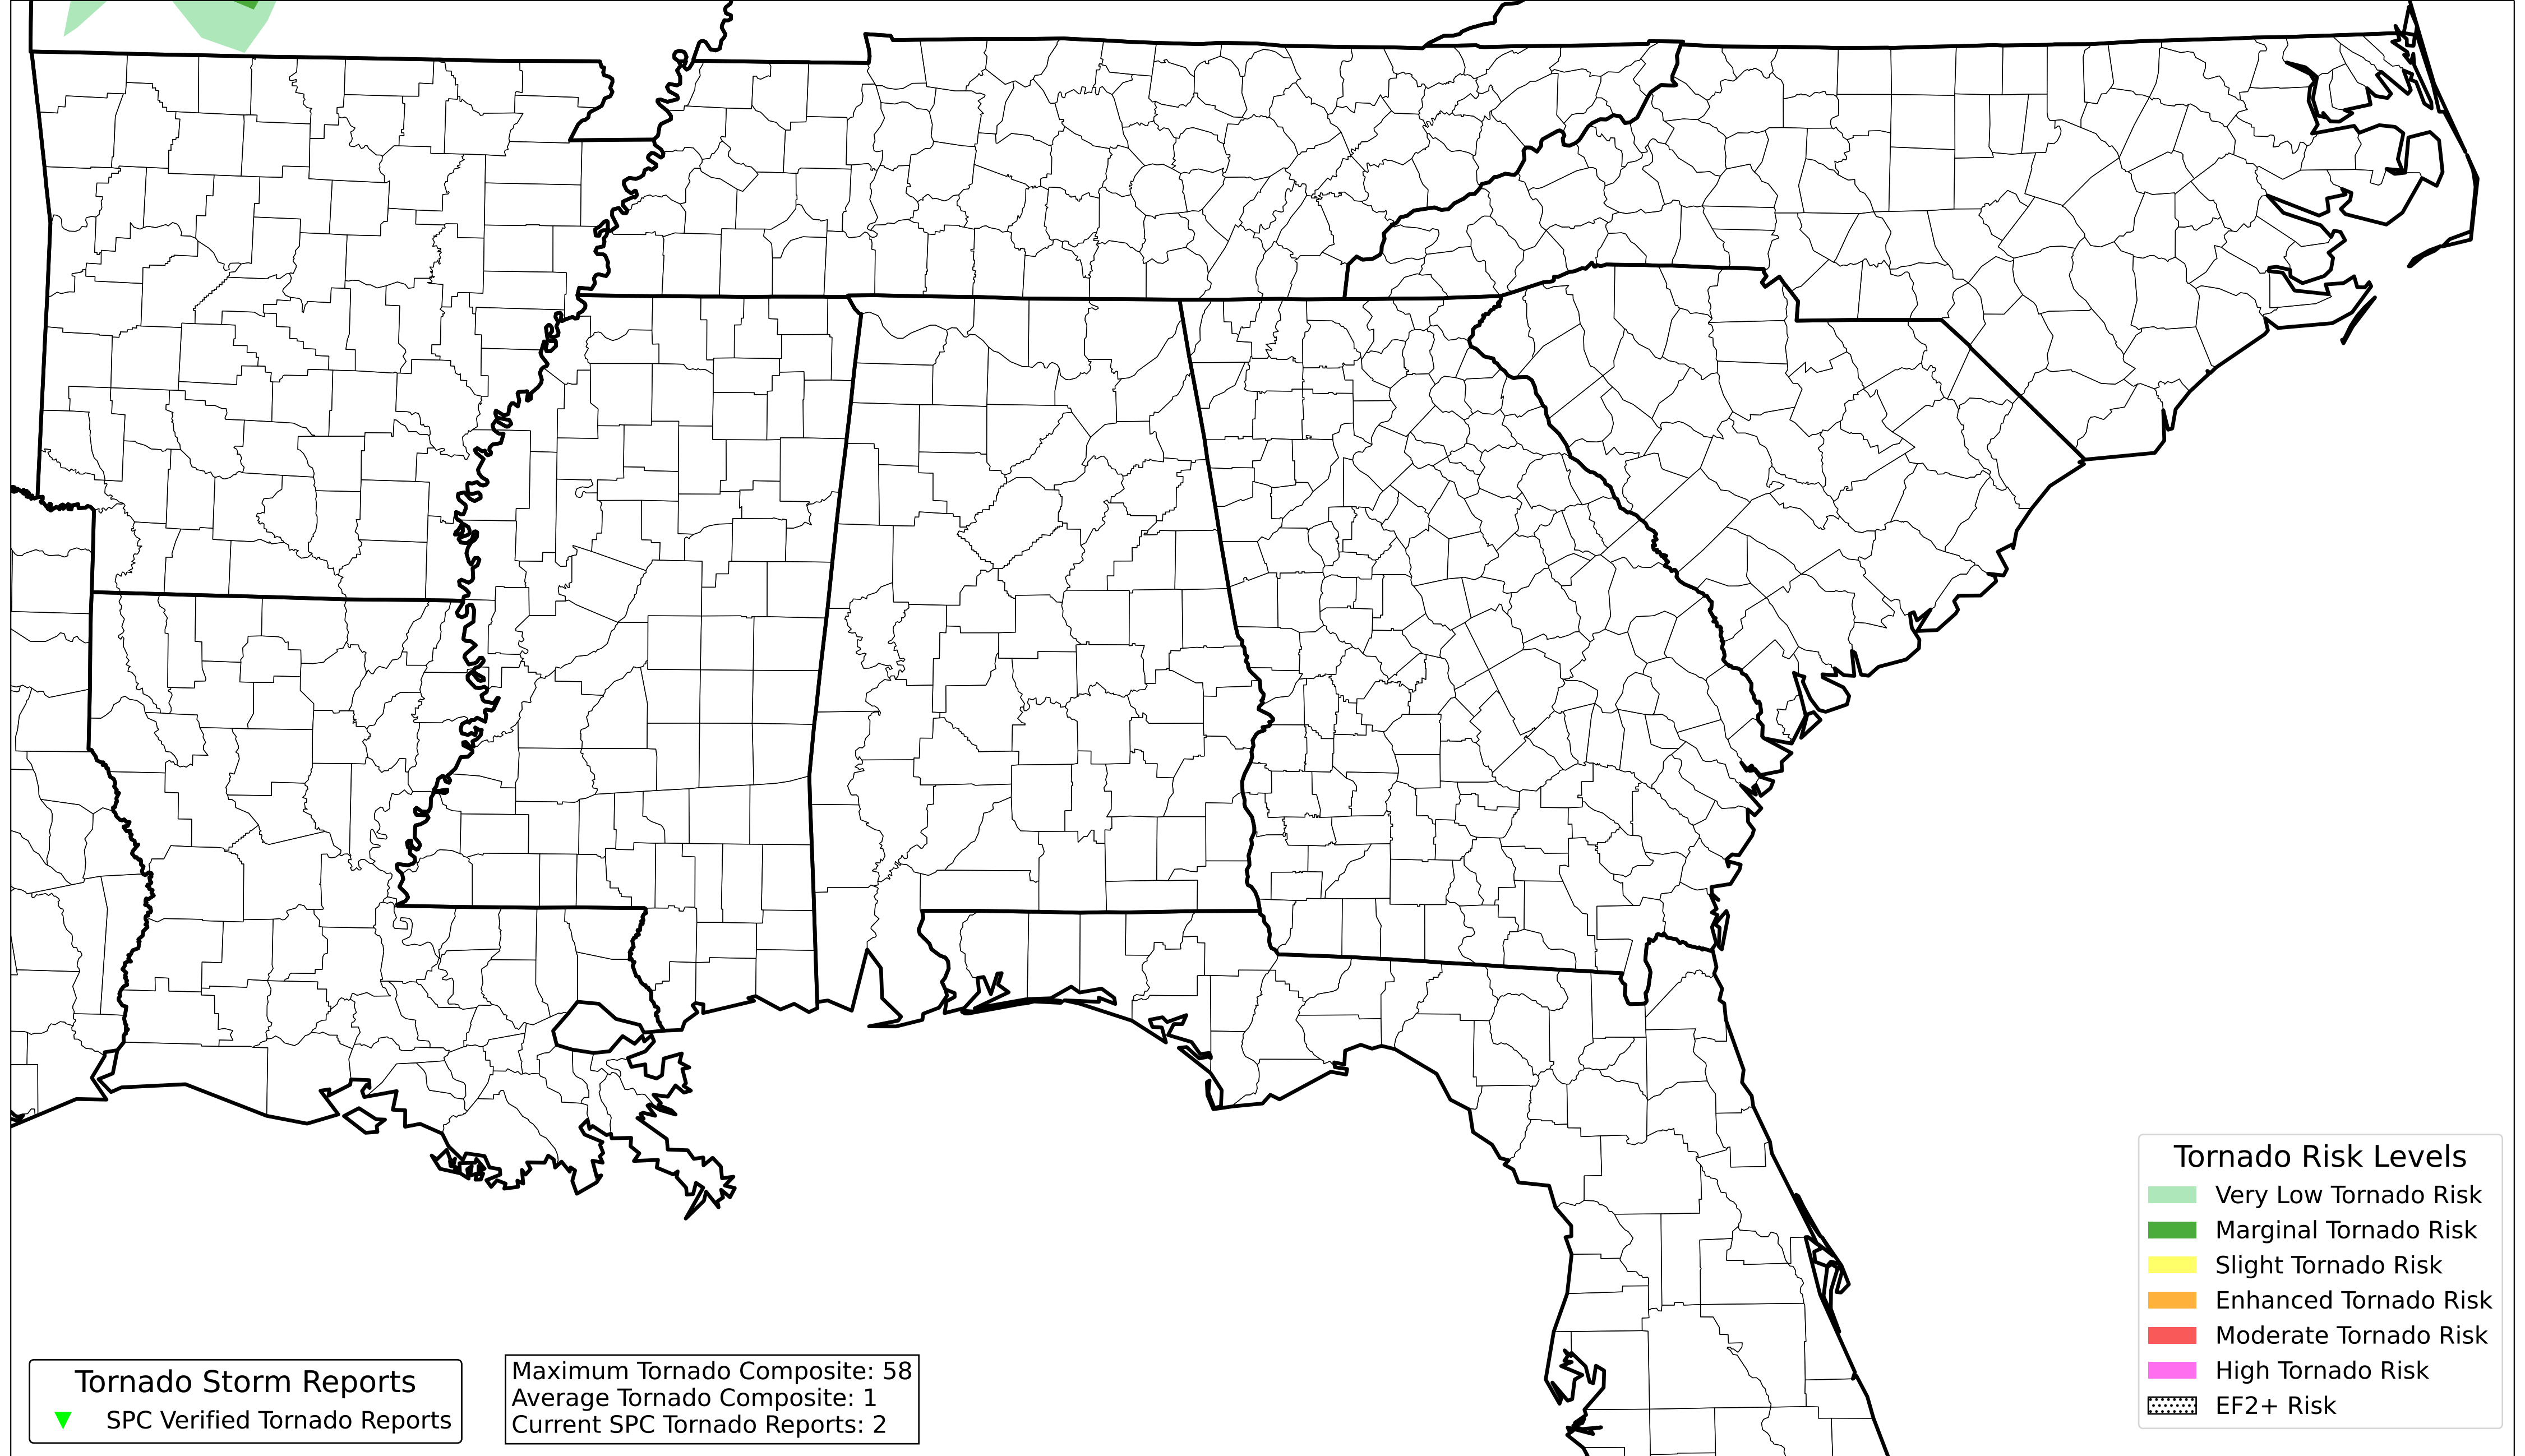 Tornado Storm Reports
SPC Verified Tornado Reports
Maximum Tornado Composite: 58
Average Tornado Composite: 1
Current SPC Tornado Reports: 2
Tornado Risk Levels
Very Low Tornado Risk
Marginal Tornado Risk
Slight Tornado Risk
Enhanced Tornado Risk
Moderate Tornado Risk
High Tornado Risk
EF2+ Risk